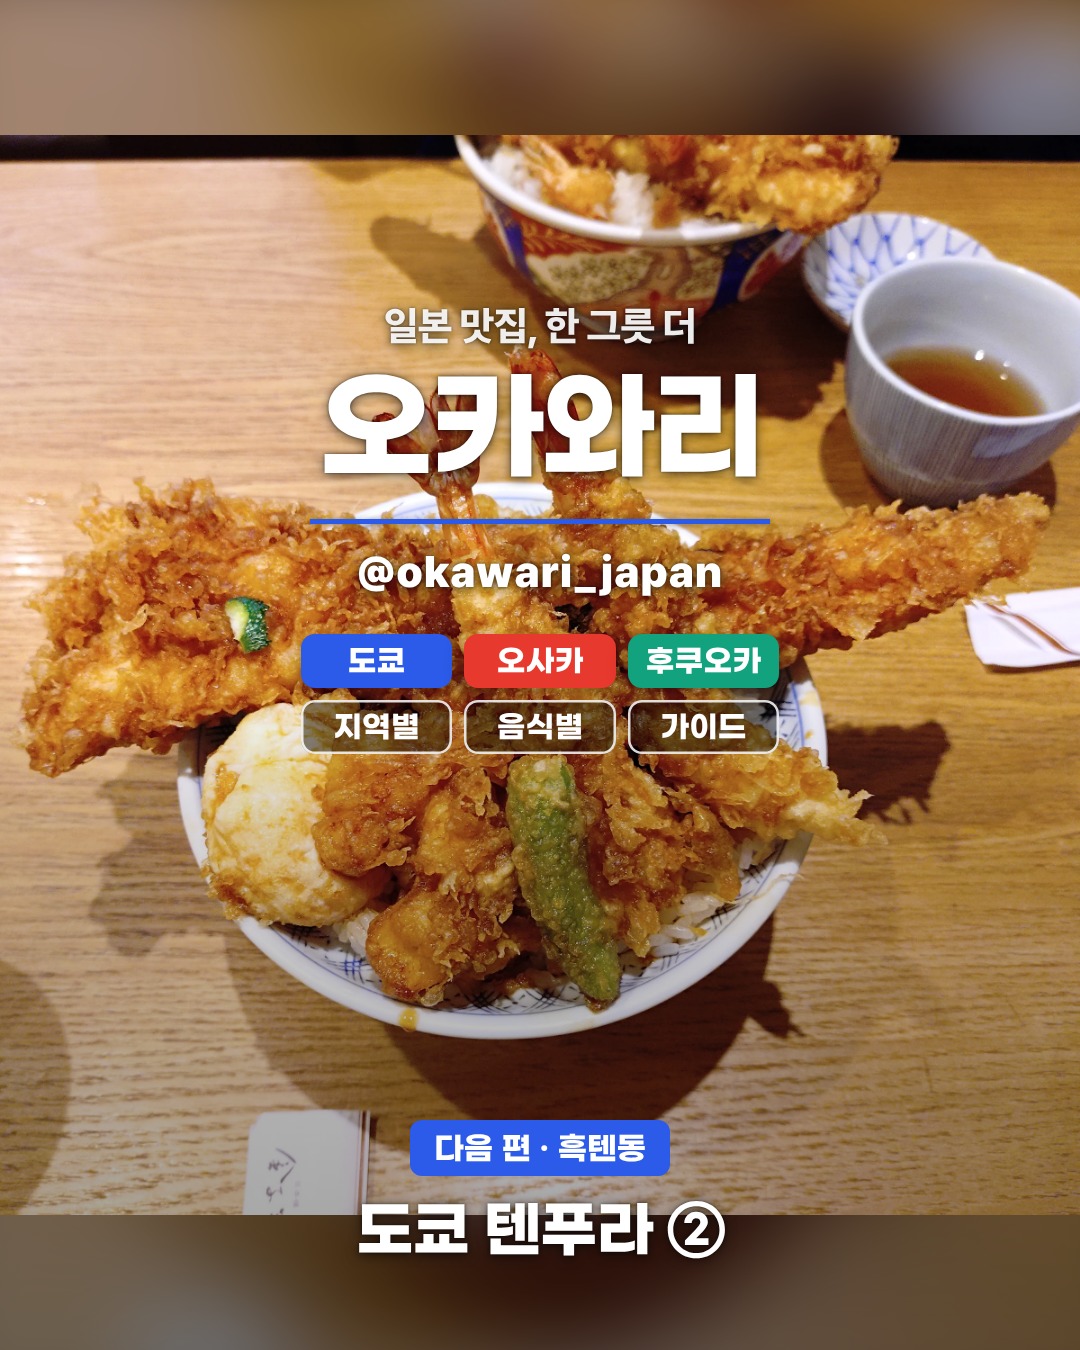 일본 맛집, 한 그릇 더
오카와리
@okawari_japan
도쿄 오사카 후쿠오카
지역별 음식별 가이드
다음 편 · 흑텐동
도쿄 텐푸라 ②